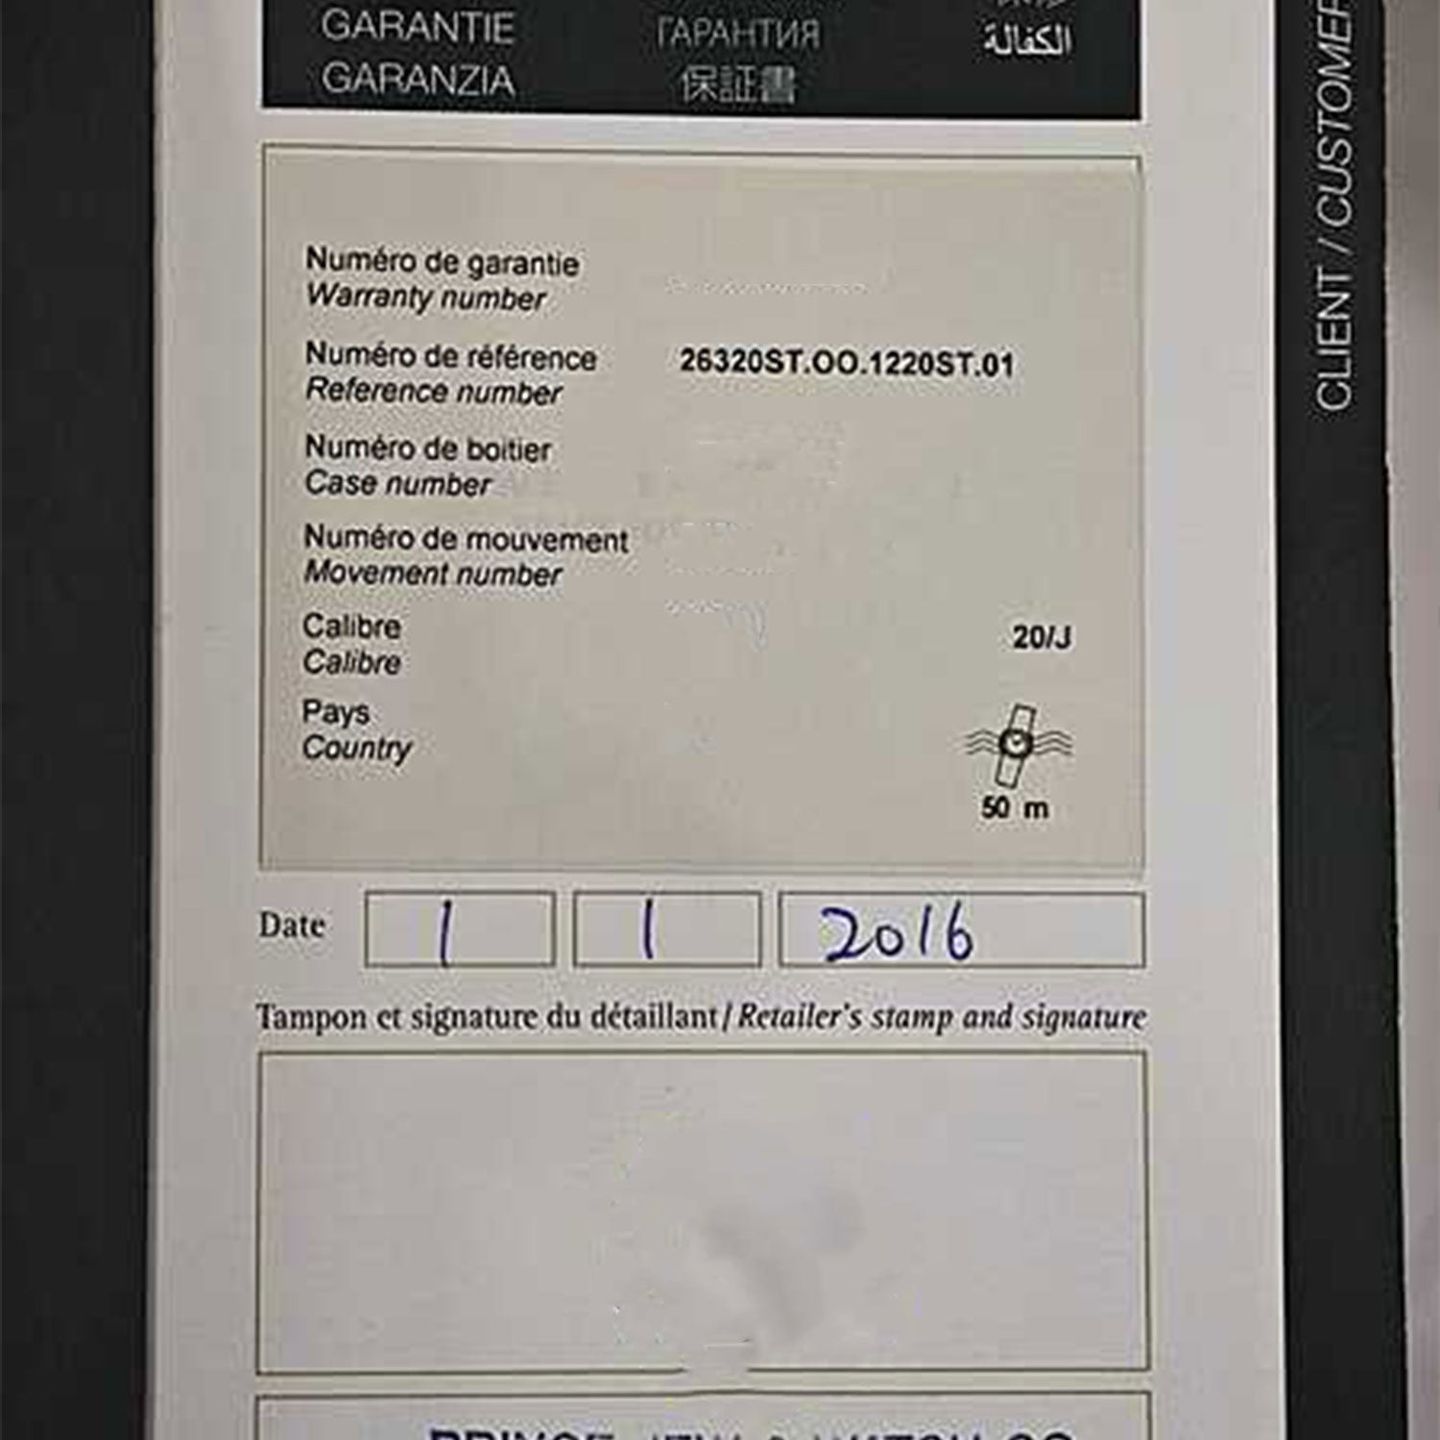 GARANTIE
ГАРАНТИЯ
الكفالة
GARANZIA
保証書
CLIENT / CUSTOMER
Numéro de garantie
Warranty number
Numéro de référence 26320ST.OO.1220ST.01
Reference number
Numéro de boitier
Case number
Numéro de mouvement
Movement number
Calibre 20/J
Calibre
Pays
Country
50 m
Date 1 1 2016
Tampon et signature du détaillant / Retailer's stamp and signature